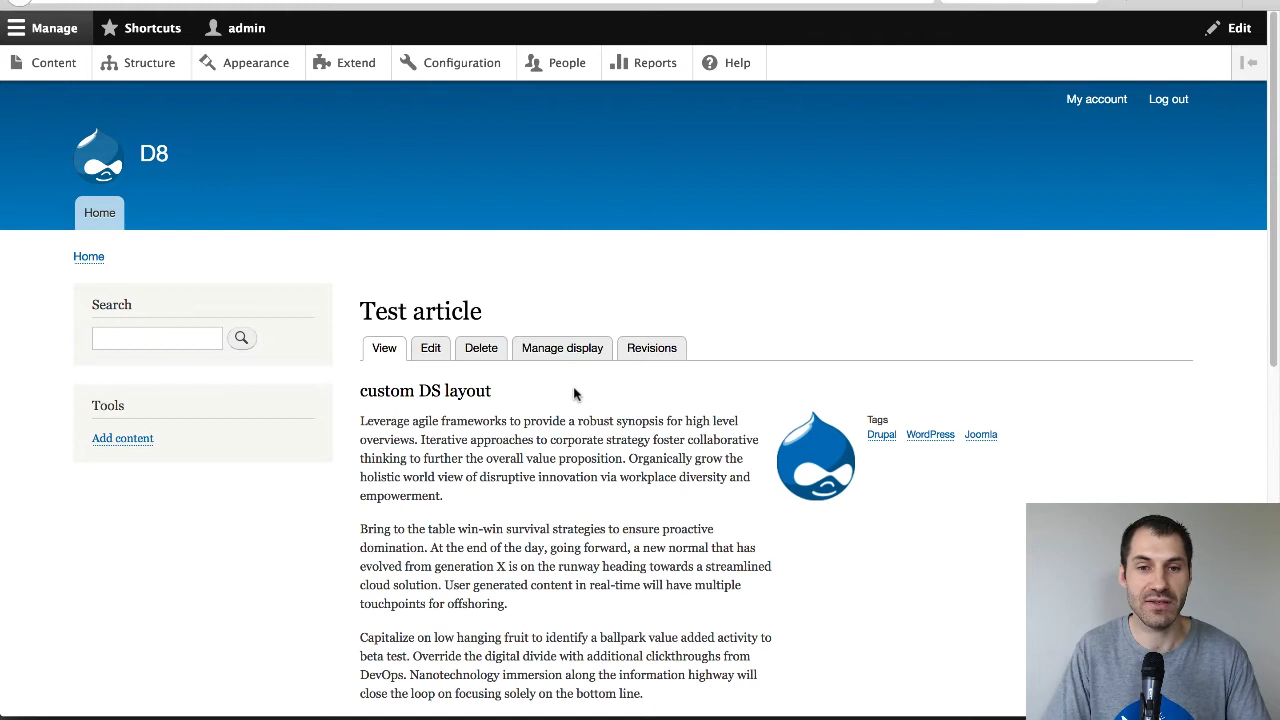 Manage Shortcuts admin Edit
Content Structure Appearance Extend Configuration People Reports Help
My account Log out
D8
Home
Home
Search
Tools
Add content
Test article
View Edit Delete Manage display Revisions
custom DS layout
Leverage agile frameworks to provide a robust synopsis for high level
overviews. Iterative approaches to corporate strategy foster collaborative
thinking to further the overall value proposition. Organically grow the
holistic world view of disruptive innovation via workplace diversity and
empowerment.
Bring to the table win-win survival strategies to ensure proactive
domination. At the end of the day, going forward, a new normal that has
evolved from generation X is on the runway heading towards a streamlined
cloud solution. User generated content in real-time will have multiple
touchpoints for offshoring.
Capitalize on low hanging fruit to identify a ballpark value added activity to
beta test. Override the digital divide with additional clickthroughs from
DevOps. Nanotechnology immersion along the information highway will
close the loop on focusing solely on the bottom line.
Tags
Drupal WordPress Joomla